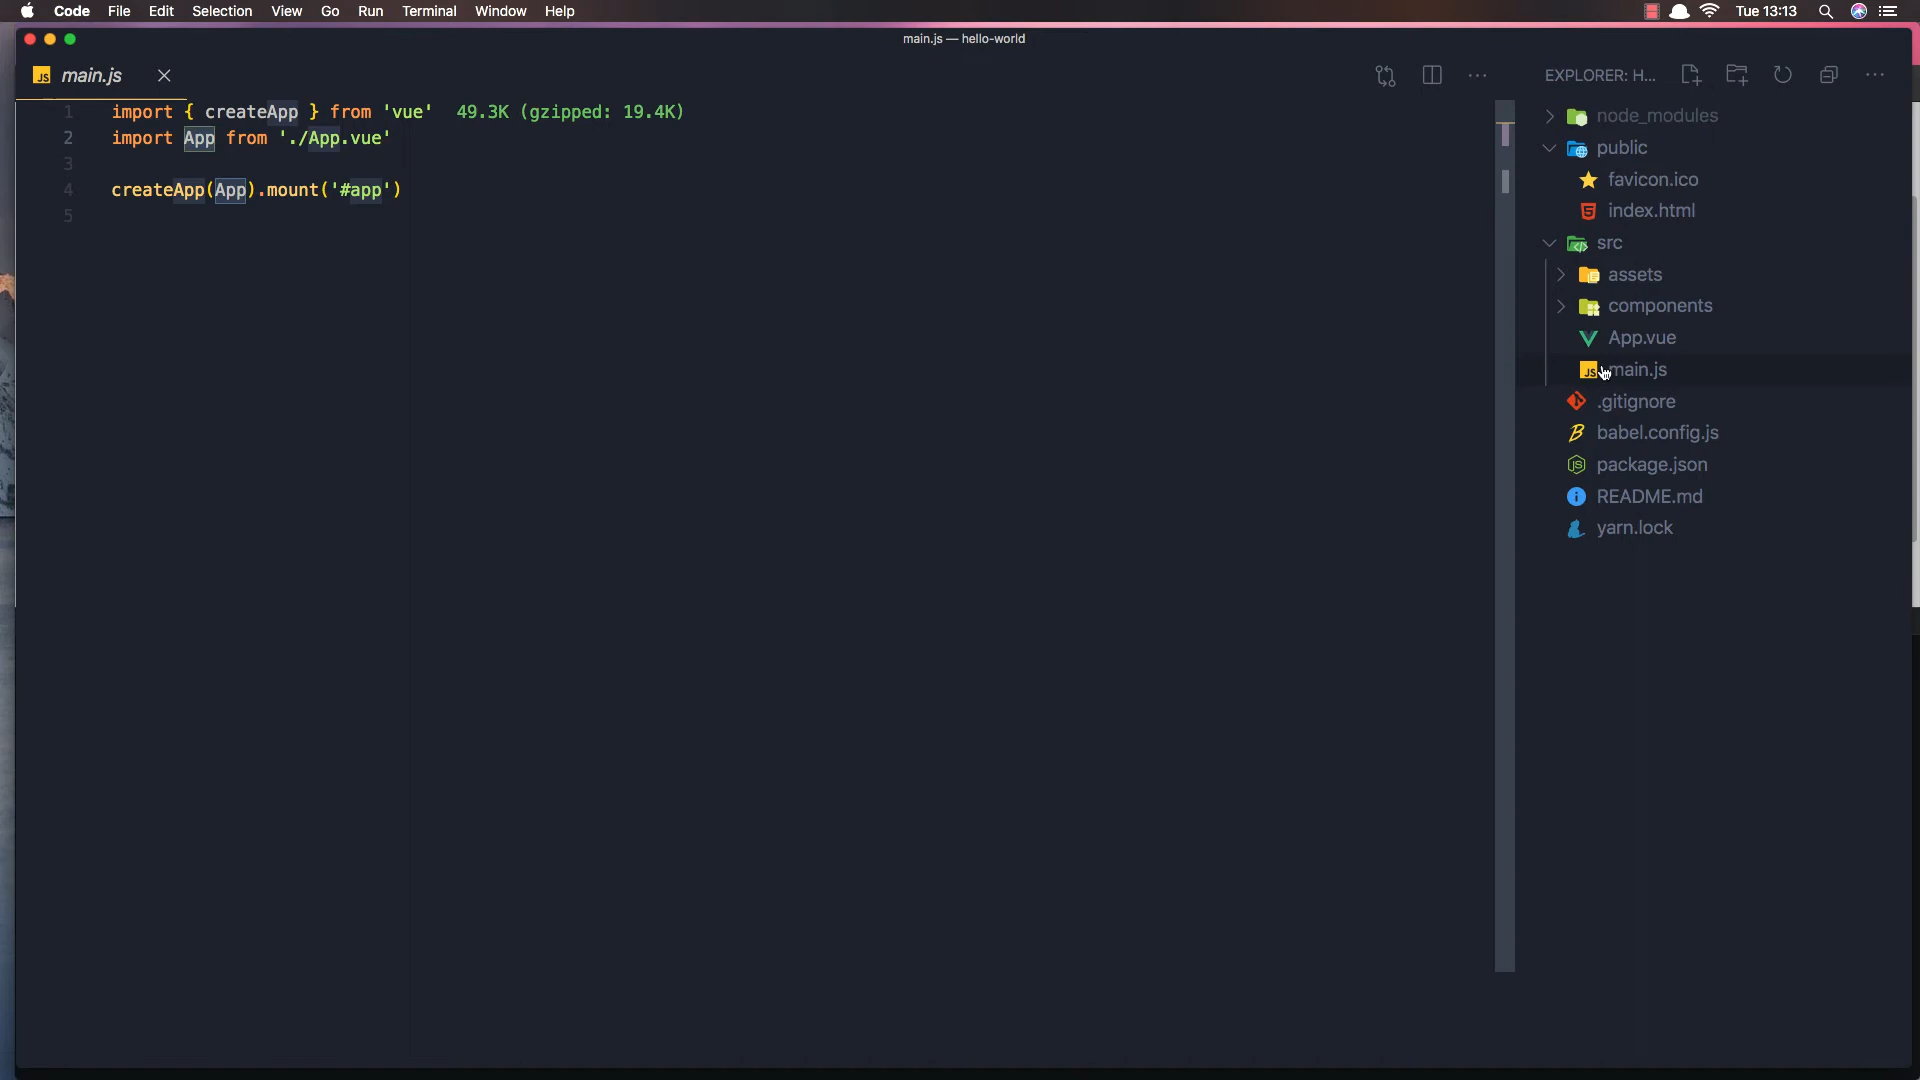 Code File Edit Selection View Go Run Terminal Window Help Tue 13:13
main.js — hello-world
JS main.js
EXPLORER: H...
1 import { createApp } from 'vue' 49.3K (gzipped: 19.4K)
2 import App from './App.vue'
3
4 createApp(App).mount('#app')
5
node_modules
public
favicon.ico
index.html
src
assets
components
App.vue
JS main.js
.gitignore
babel.config.js
package.json
README.md
yarn.lock